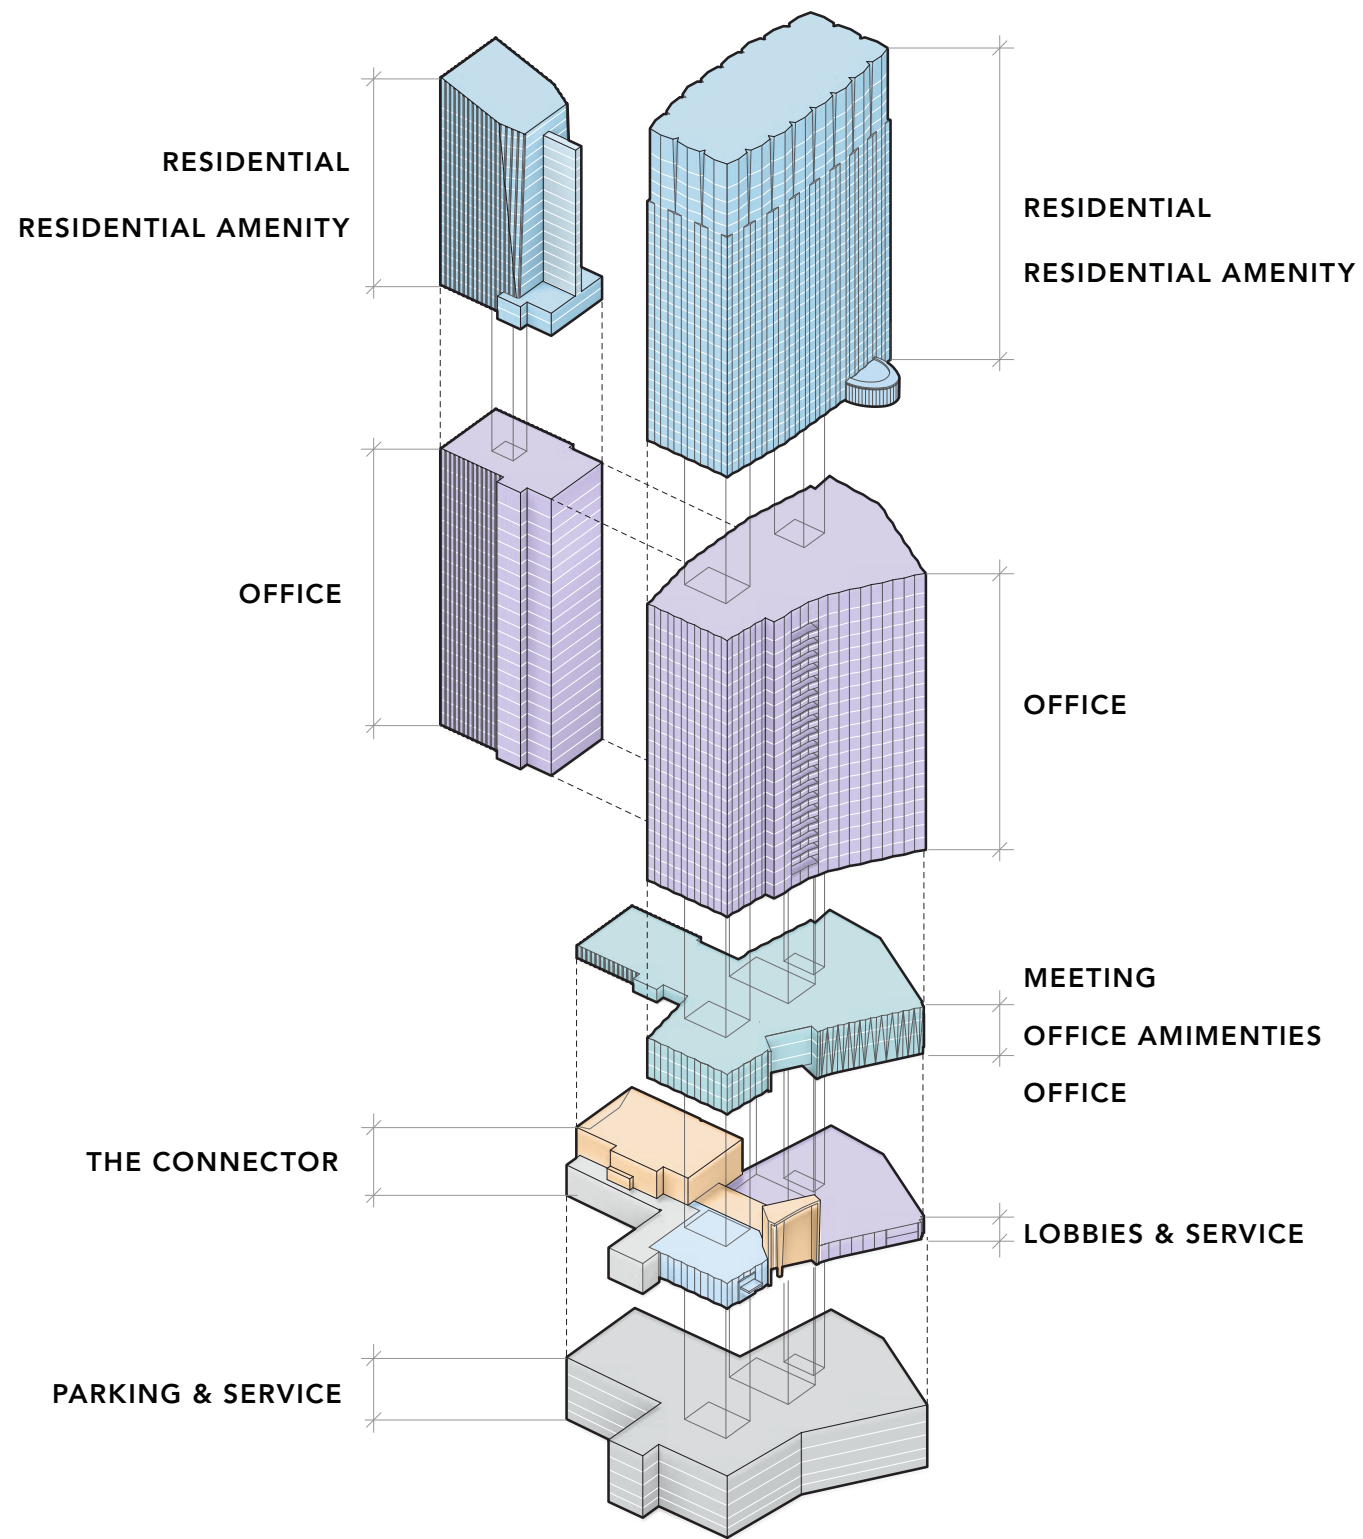 RESIDENTIAL
RESIDENTIAL AMENITY
RESIDENTIAL
RESIDENTIAL AMENITY
OFFICE
OFFICE
MEETING
OFFICE AMIMENTIES
OFFICE
THE CONNECTOR
LOBBIES & SERVICE
PARKING & SERVICE